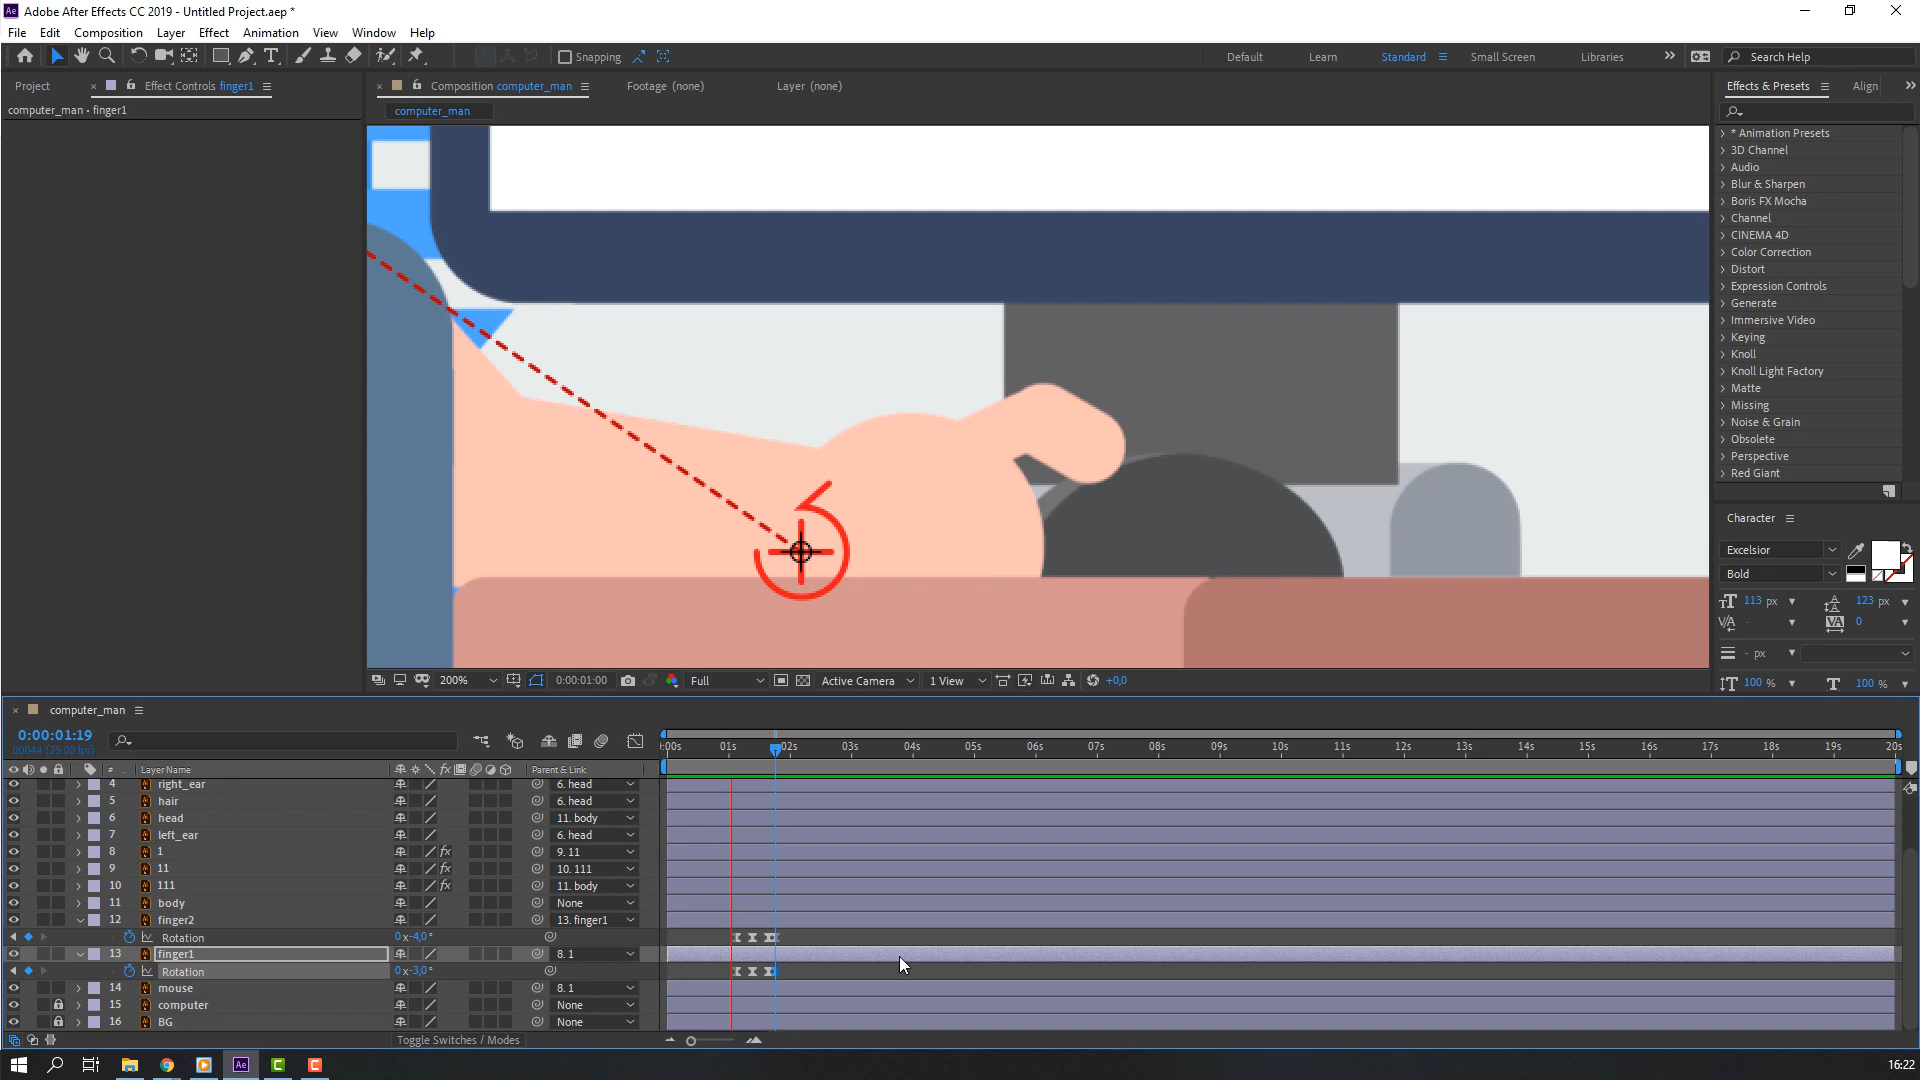 Ae Adobe After Effects CC 2019 - Untitled Project.aep *
File Edit Composition Layer Effect Animation View Window Help
Snapping Default Learn Standard Small Screen Libraries Search Help
Project Effect Controls finger1 Composition computer_man Footage (none) Layer (none) Effects & Presets Align
computer_man • finger1
computer_man
* Animation Presets
3D Channel
Audio
Blur & Sharpen
Boris FX Mocha
Channel
CINEMA 4D
Color Correction
Distort
Expression Controls
Generate
Immersive Video
Keying
Knoll
Knoll Light Factory
Matte
Missing
Noise & Grain
Obsolete
Perspective
Red Giant
Character
Excelsior
Bold
113 px 123 px
0
- px
100 % 100 %
200% 0:00:01:00 Full Active Camera 1 View +0,0
computer_man
0:00:01:19
00044 (25.00 fps)
:00s 01s 02s 03s 04s 05s 06s 07s 08s 09s 10s 11s 12s 13s 14s 15s 16s 17s 18s 19s 20s
# Layer Name fx Parent & Link
4 right_ear 6. head
5 hair 6. head
6 head 11. body
7 left_ear 6. head
8 1 fx 9. 11
9 11 fx 10. 111
10 111 fx 11. body
11 body None
12 finger2 13. finger1
Rotation 0x-4,0°
13 finger1 8. 1
Rotation 0x-3,0°
14 mouse 8. 1
15 computer None
16 BG None
Toggle Switches / Modes
Ae 16:22